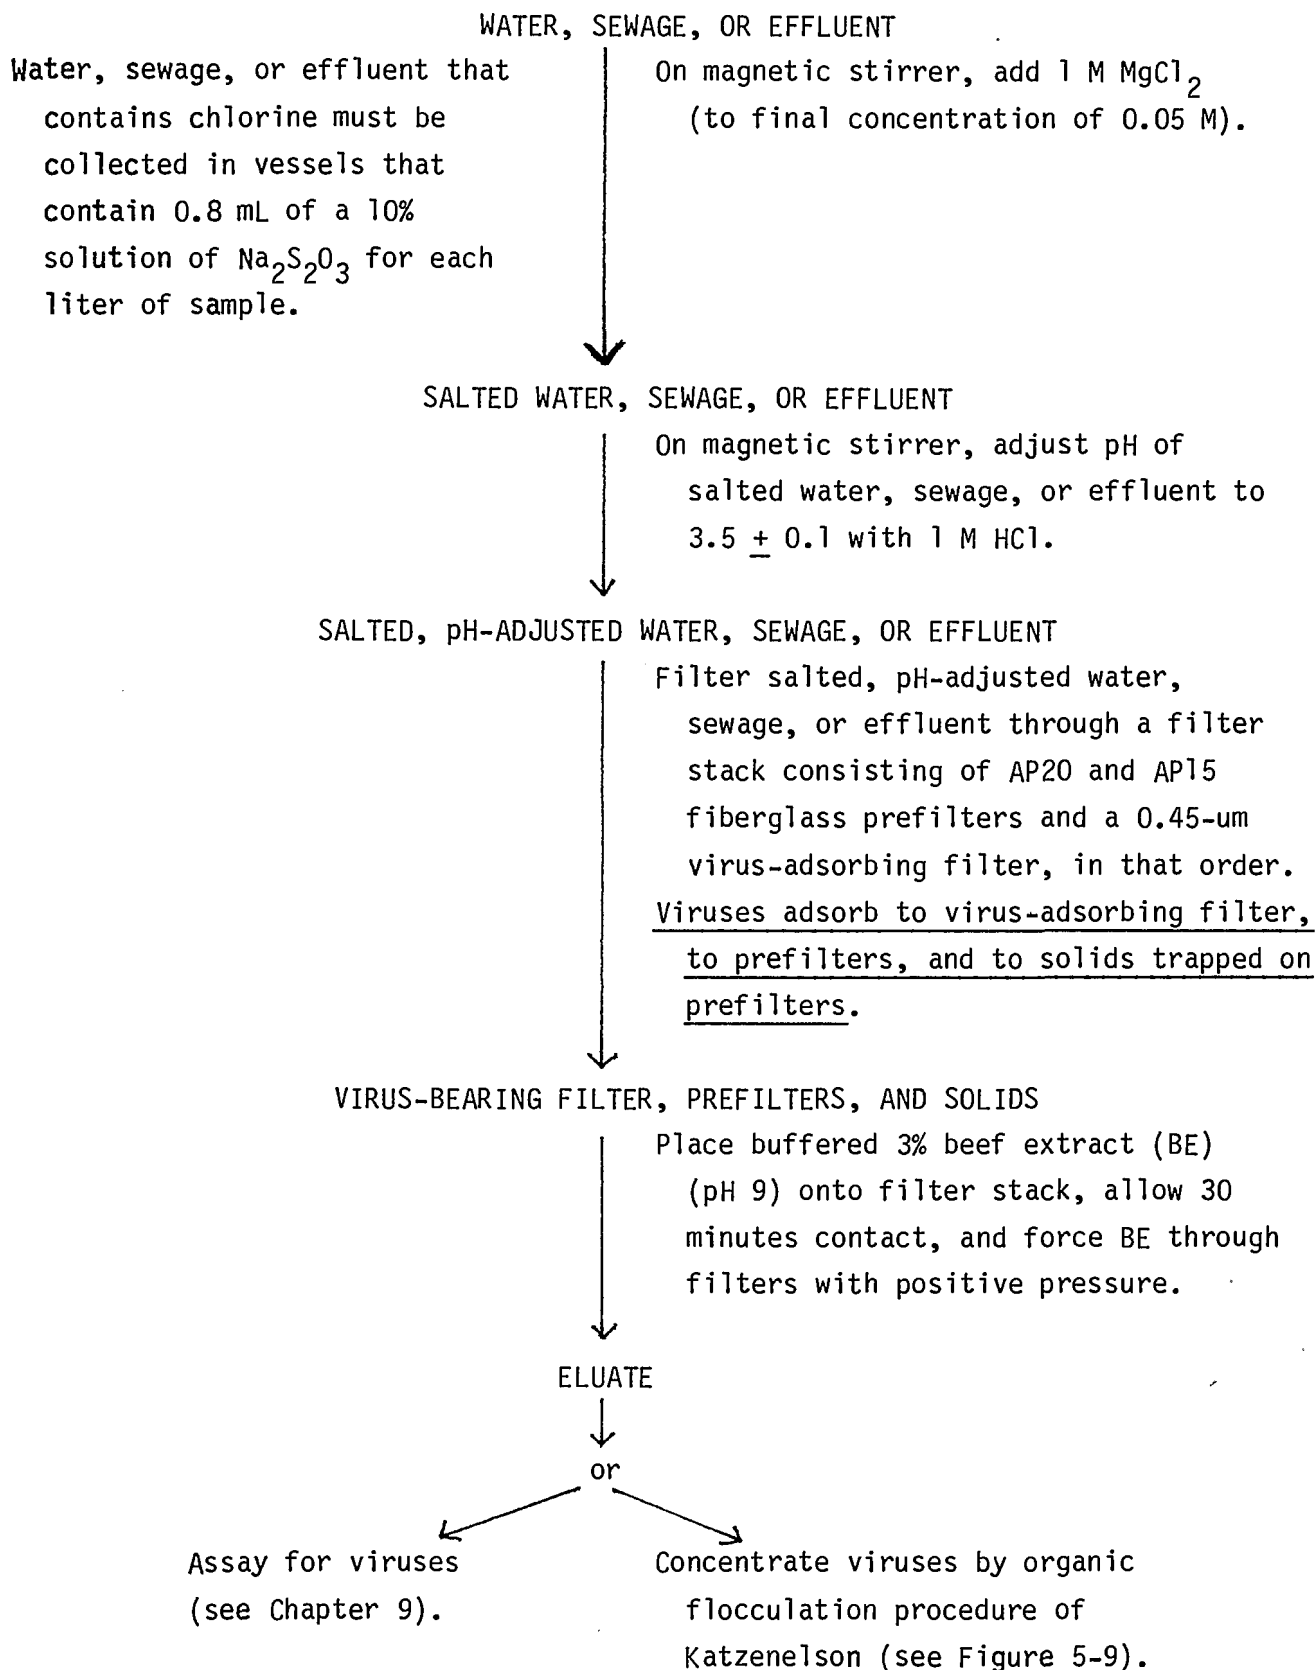 WATER, SEWAGE, OR EFFLUENT
Water, sewage, or effluent that
contains chlorine must be
collected in vessels that
contain 0.8 mL of a 10%
solution of Na2S2O3 for each
liter of sample.
On magnetic stirrer, add 1 M MgCl2
(to final concentration of 0.05 M).
SALTED WATER, SEWAGE, OR EFFLUENT
On magnetic stirrer, adjust pH of
salted water, sewage, or effluent to
3.5 ± 0.1 with 1 M HCl.
SALTED, pH-ADJUSTED WATER, SEWAGE, OR EFFLUENT
Filter salted, pH-adjusted water,
sewage, or effluent through a filter
stack consisting of AP20 and AP15
fiberglass prefilters and a 0.45-um
virus-adsorbing filter, in that order.
Viruses adsorb to virus-adsorbing filter,
to prefilters, and to solids trapped on
prefilters.
VIRUS-BEARING FILTER, PREFILTERS, AND SOLIDS
Place buffered 3% beef extract (BE)
(pH 9) onto filter stack, allow 30
minutes contact, and force BE through
filters with positive pressure.
ELUATE
or
Assay for viruses
(see Chapter 9).
Concentrate viruses by organic
flocculation procedure of
Katzenelson (see Figure 5-9).